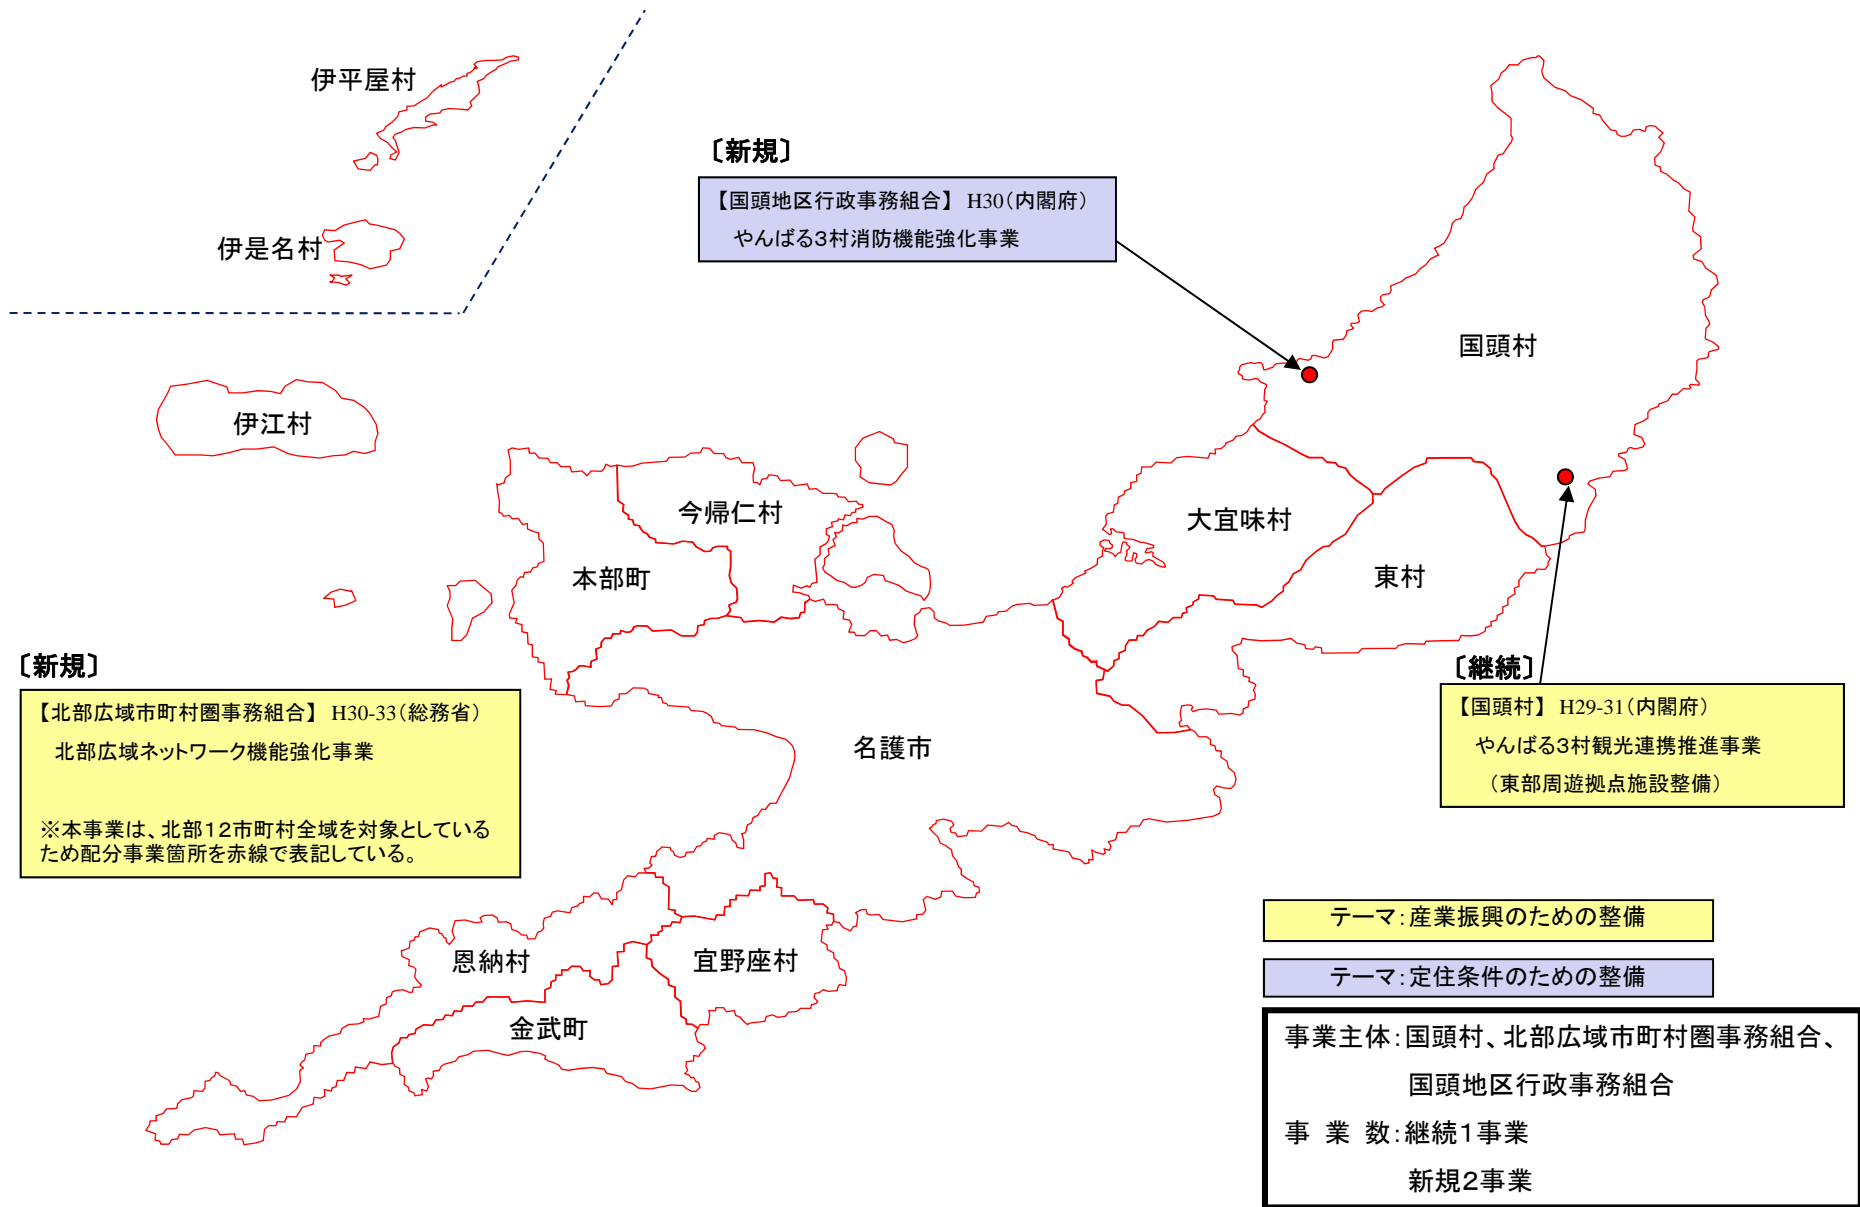 伊平屋村
伊是名村
〔新規〕
【国頭地区行政事務組合】 H30(内閣府)
やんばる3村消防機能強化事業
国頭村
伊江村
今帰仁村
大宜味村
本部町
東村
〔新規〕
【北部広域市町村圏事務組合】 H30-33(総務省)
北部広域ネットワーク機能強化事業
※本事業は、北部12市町村全域を対象としている
ため配分事業箇所を赤線で表記している。
〔継続〕
【国頭村】 H29-31(内閣府)
やんばる3村観光連携推進事業
(東部周遊拠点施設整備)
名護市
恩納村
宜野座村
金武町
テーマ:産業振興のための整備
テーマ:定住条件のための整備
事業主体:国頭村、北部広域市町村圏事務組合、
国頭地区行政事務組合
事 業 数:継続1事業
新規2事業